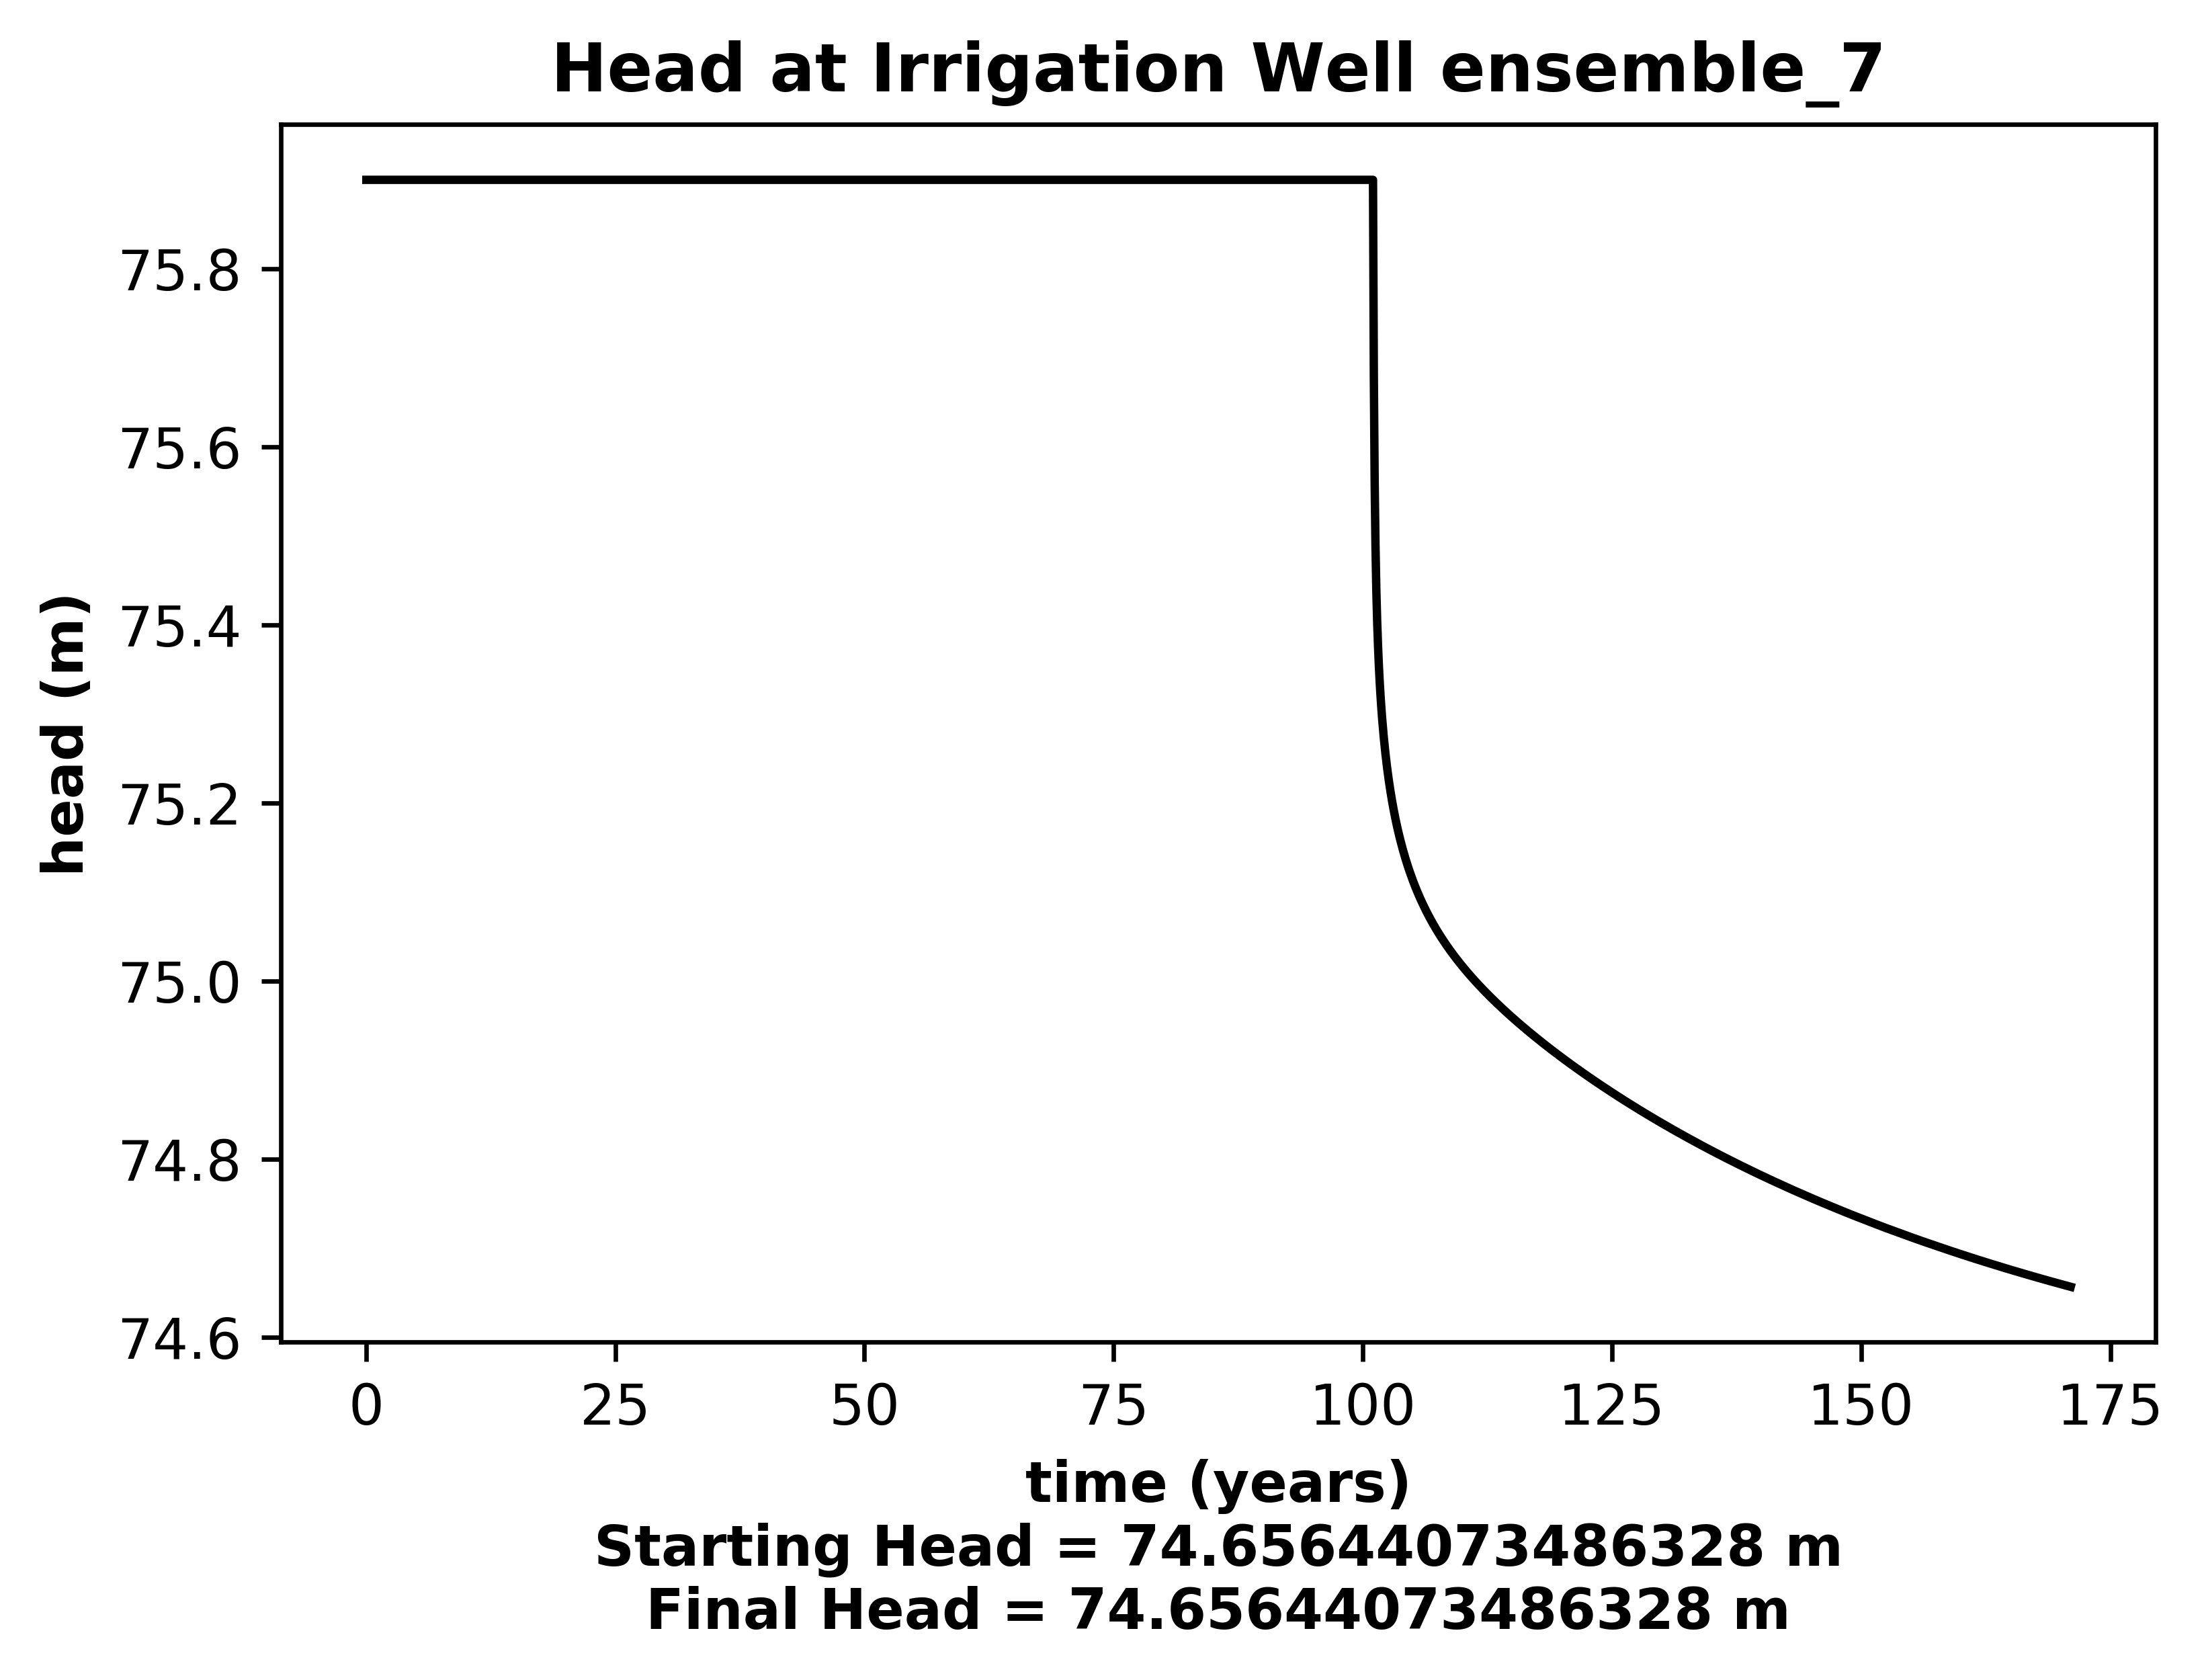 Head at Irrigation Well ensemble_7
head (m)
75.8
75.6
75.4
75.2
75.0
74.8
74.6
0 25 50 75 100 125 150 175
time (years)
Starting Head = 74.65644073486328 m
Final Head = 74.65644073486328 m